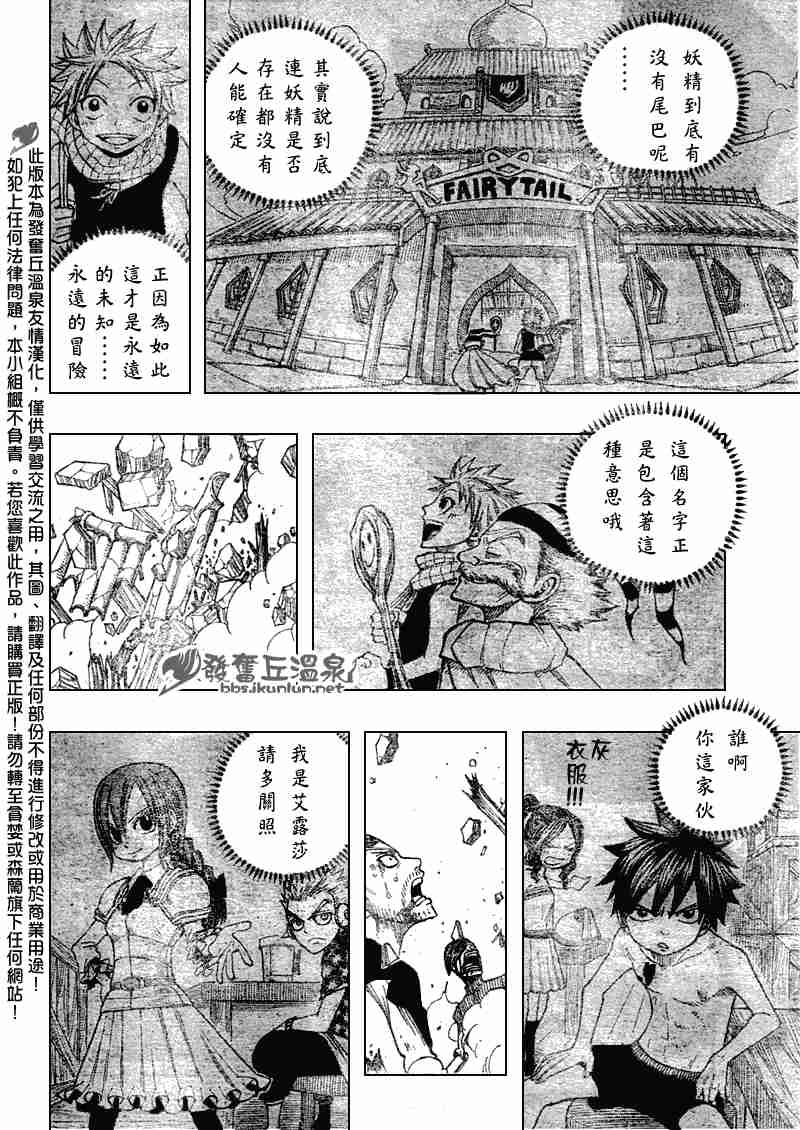 妖精到底有
沒有尾巴呢
……
其實說到底
連妖精是否
存在都沒有
人能確定
FAIRY TAIL
正因為如此
這才是永遠
的未知……
永遠的冒險
這個名字正
是包含著這
種意思哦
發奮丘溫泉
bbs.ikunlun.net
誰啊
你這家伙
灰
衣服!!!
我是艾露莎
請多關照
此版本為發奮丘溫泉友情漢化，僅供學習交流之用，其圖、翻譯及任何部份不得進行修改或用於商業用途！
如犯上任何法律問題，本小組概不負責。若您喜歡此作品，請購買正版！請勿轉至貪婪或森蘭旗下任何網站！